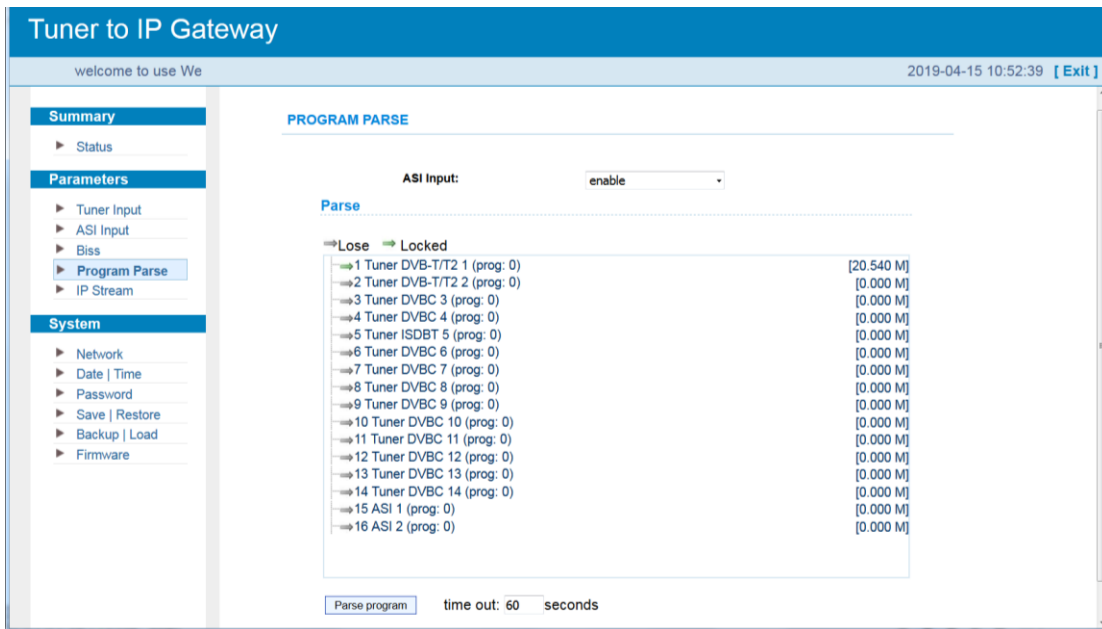 Tuner to IP Gateway
welcome to use We
2019-04-15 10:52:39 [ Exit ]
Summary
Status
Parameters
Tuner Input
ASI Input
Biss
Program Parse
IP Stream
System
Network
Date | Time
Password
Save | Restore
Backup | Load
Firmware
PROGRAM PARSE
ASI Input: enable
Parse
Lose Locked
1 Tuner DVB-T/T2 1 (prog: 0) [20.540 M]
2 Tuner DVB-T/T2 2 (prog: 0) [0.000 M]
3 Tuner DVBC 3 (prog: 0) [0.000 M]
4 Tuner DVBC 4 (prog: 0) [0.000 M]
5 Tuner ISDBT 5 (prog: 0) [0.000 M]
6 Tuner DVBC 6 (prog: 0) [0.000 M]
7 Tuner DVBC 7 (prog: 0) [0.000 M]
8 Tuner DVBC 8 (prog: 0) [0.000 M]
9 Tuner DVBC 9 (prog: 0) [0.000 M]
10 Tuner DVBC 10 (prog: 0) [0.000 M]
11 Tuner DVBC 11 (prog: 0) [0.000 M]
12 Tuner DVBC 12 (prog: 0) [0.000 M]
13 Tuner DVBC 13 (prog: 0) [0.000 M]
14 Tuner DVBC 14 (prog: 0) [0.000 M]
15 ASI 1 (prog: 0) [0.000 M]
16 ASI 2 (prog: 0) [0.000 M]
Parse program time out: 60 seconds